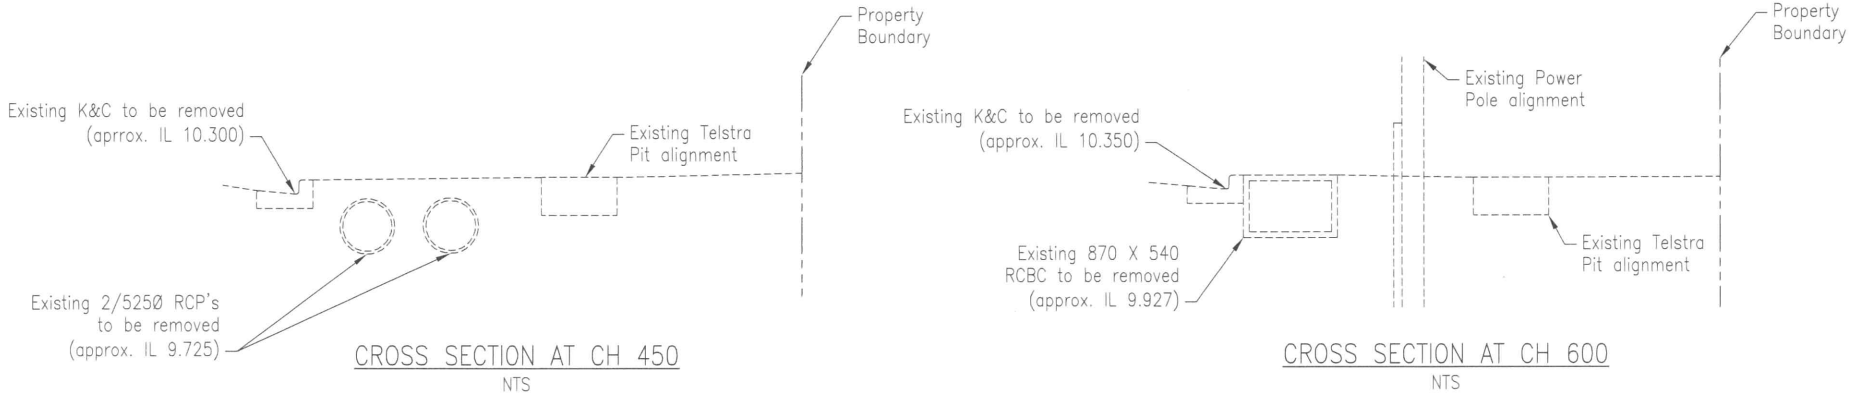 Property
Boundary
Existing K&C to be removed
(aprrox. IL 10.300)
Existing Telstra
Pit alignment
Existing 2/525Ø RCP's
to be removed
(approx. IL 9.725)
CROSS SECTION AT CH 450
NTS
Property
Boundary
Existing Power
Pole alignment
Existing K&C to be removed
(approx. IL 10.350)
Existing 870 X 540
RCBC to be removed
(approx. IL 9.927)
Existing Telstra
Pit alignment
CROSS SECTION AT CH 600
NTS